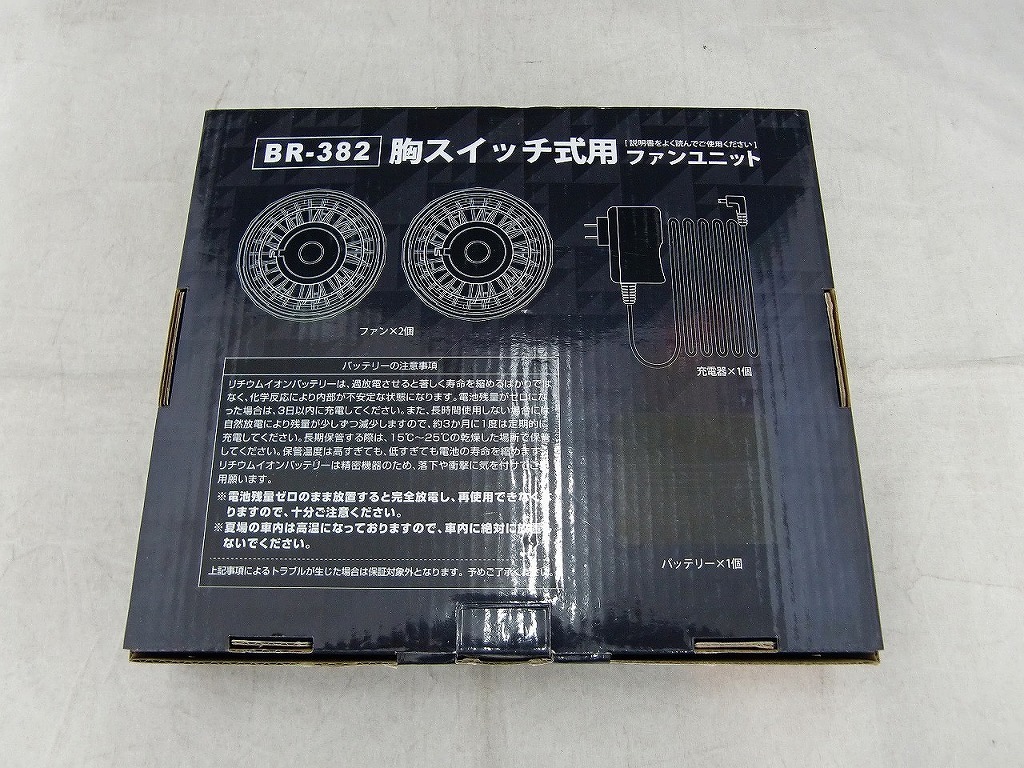 BR-382 胸スイッチ式用 [説明書をよく読んでご使用ください]
ファンユニット
ファン×2個
充電器×1個
バッテリーの注意事項
リチウムイオンバッテリーは、過放電させると著しく寿命を縮めるばかりで
なく、化学反応により内部が不安定な状態になります。電池残量がゼロにな
った場合は、3日以内に充電してください。また、長時間使用しない場合に
自然放電により残量が少しずつ減少しますので、約3か月に1度は定期的に
充電してください。長期保管する際は、15℃～25℃の乾燥した場所で保管
してください。保管温度は高すぎても、低すぎても電池の寿命を縮めます。
リチウムイオンバッテリーは精密機器のため、落下や衝撃に気を付けてご使
用願います。
※電池残量ゼロのまま放置すると完全放電し、再使用できなくな
りますので、十分ご注意ください。
※夏場の車内は高温になっておりますので、車内に絶対に放置し
ないでください。
上記事項によるトラブルが生じた場合は保証対象外となります。予めご了承ください。
バッテリー×1個